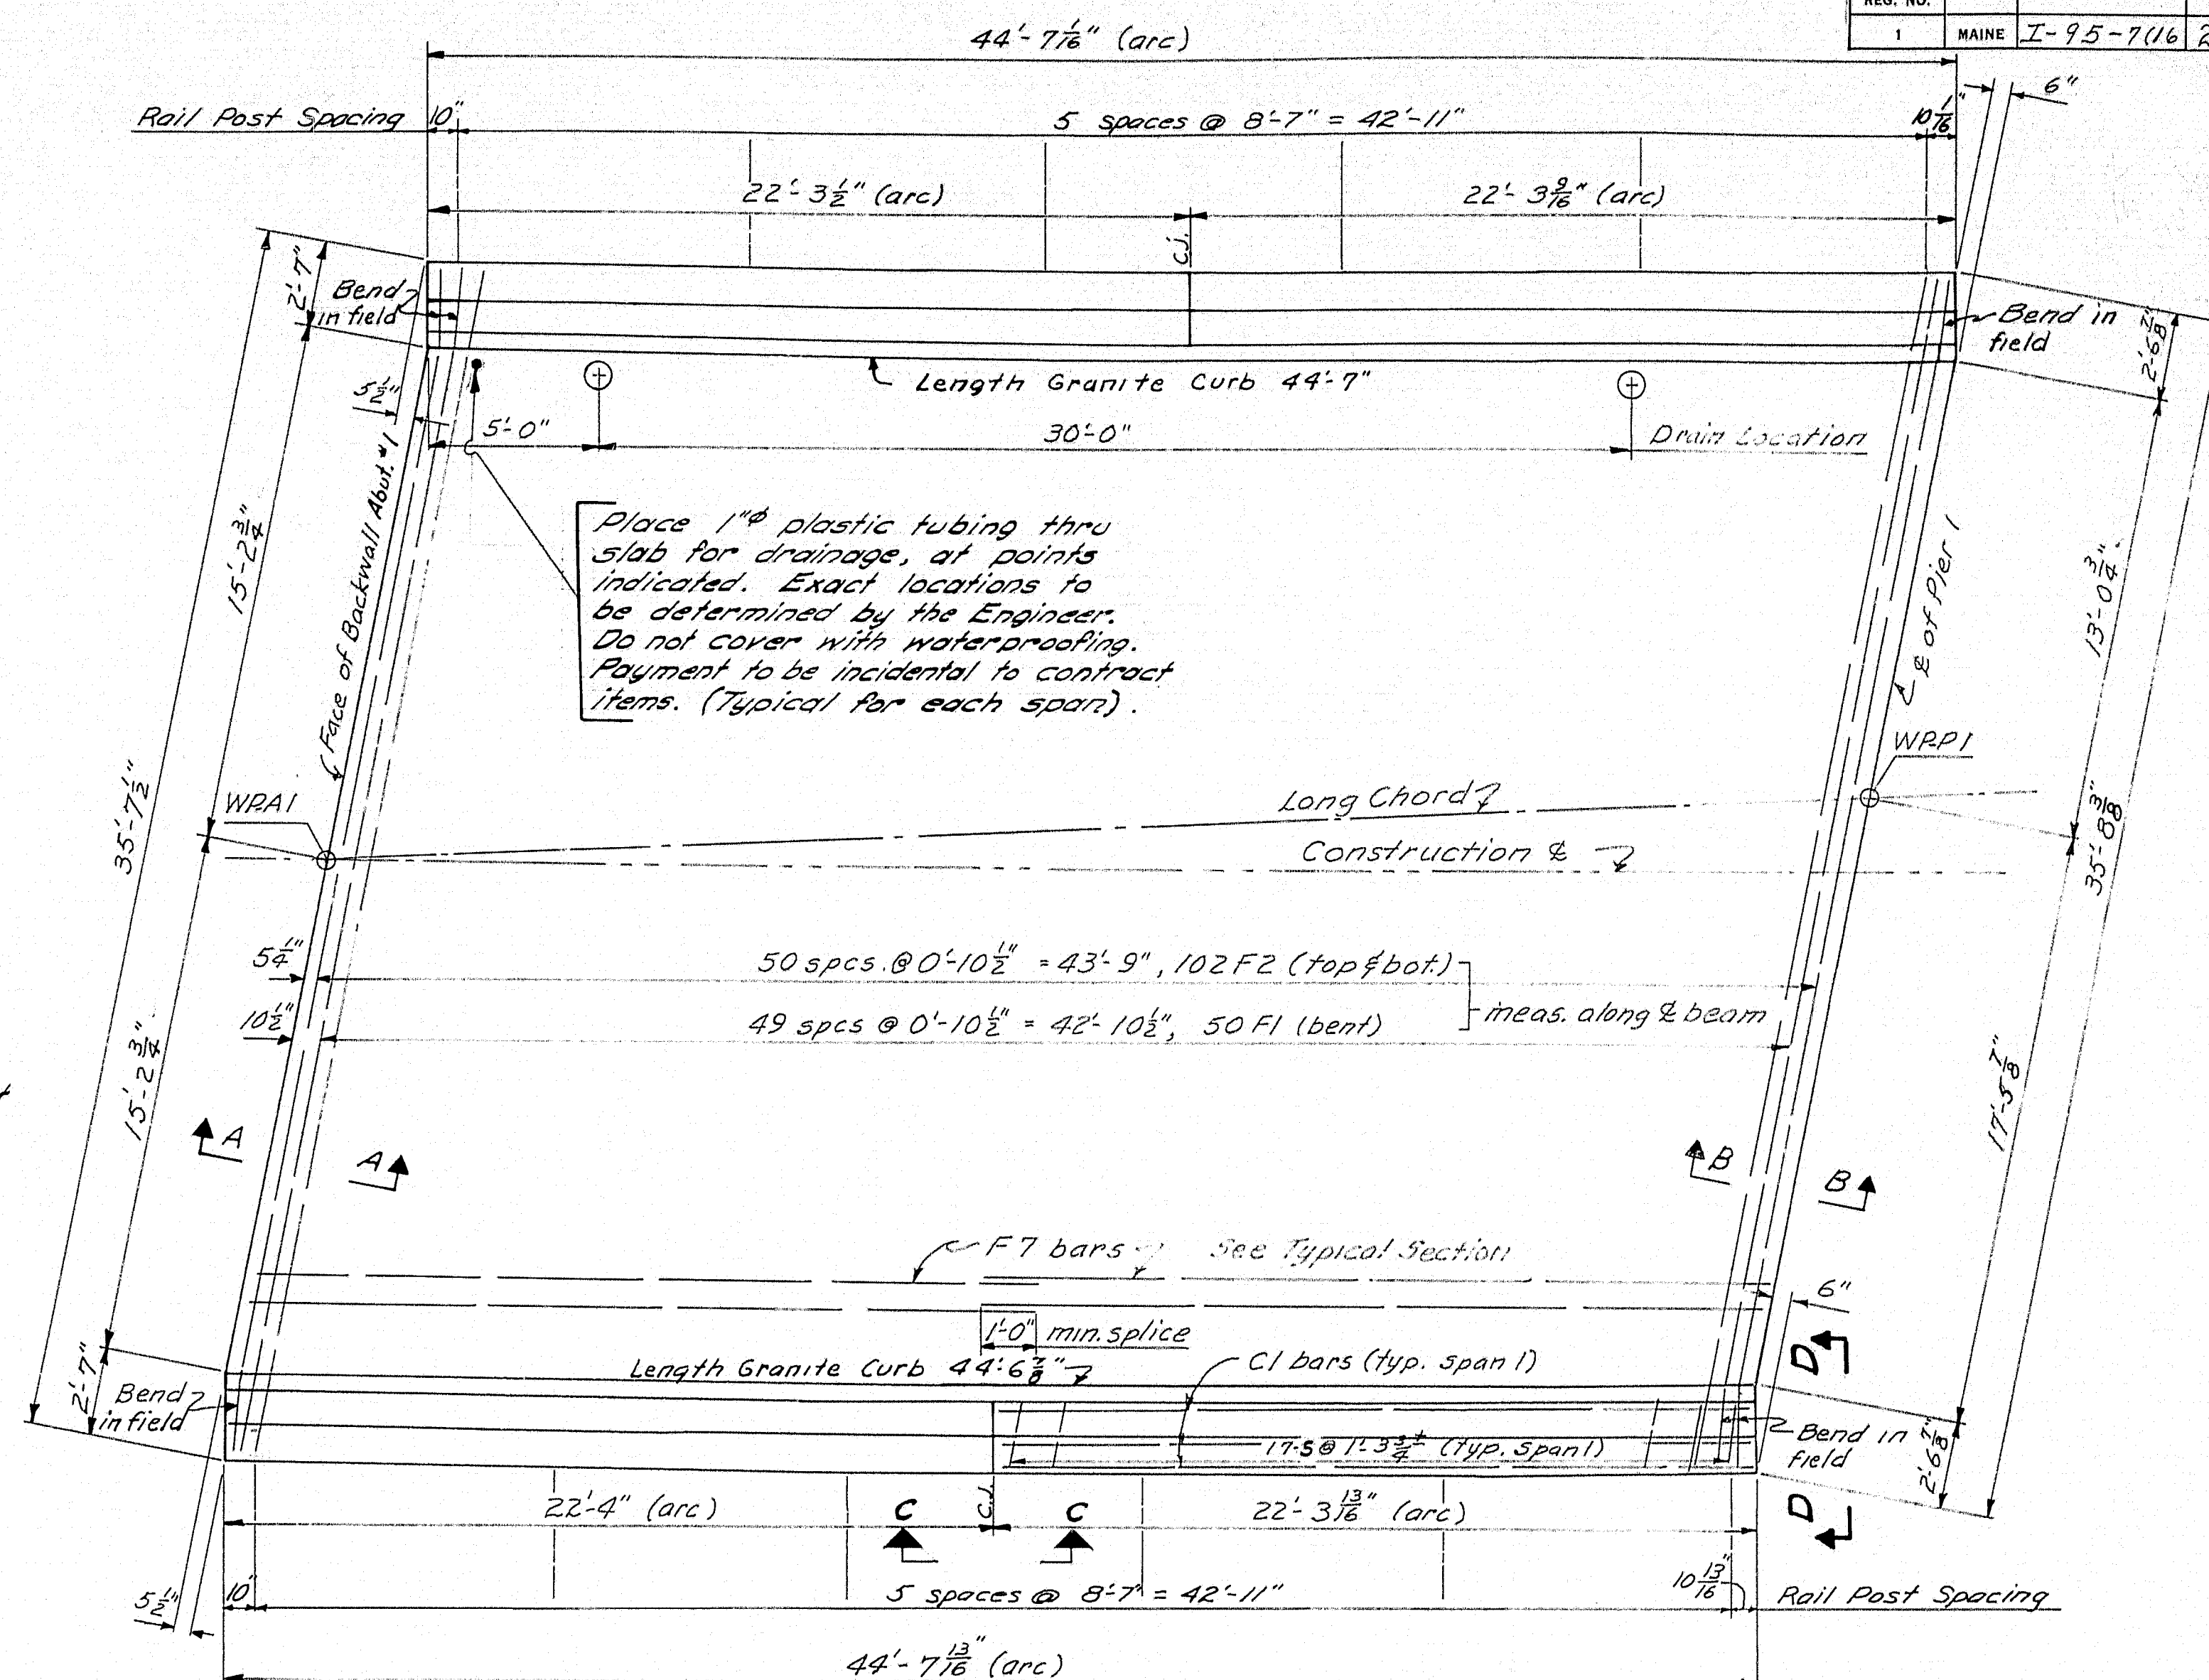 REG. NO.
1 MAINE I-95-7(16 2
44'-7 1/16" (arc)
6"
Rail Post Spacing 10" 5 spaces @ 8'-7" = 42'-11" 10 1/16"
22'-3 1/2" (arc) 22'-3 9/16" (arc)
C.J.
2'-7"
Bend
in field
Bend in
field
2'-6 7/8"
Length Granite Curb 44'-7"
5 1/2"
5'-0" 30'-0" Drain Location
Place 1"φ plastic tubing thru
slab for drainage, at points
indicated. Exact locations to
be determined by the Engineer.
Do not cover with waterproofing.
Payment to be incidental to contract
items. (Typical for each span).
15'-2 3/4"
Face of Backwall Abut. #1
℄ of Pier 1
13'-0 3/4"
35'-7 1/2"
W.P.A1
W.P.P1
Long Chord
Construction ℄
35'-8 3/8"
5 1/4" 50 spcs. @ 0'-10 1/2" = 43'-9", 102 F2 (top & bot.)
10 1/2" 49 spcs @ 0'-10 1/2" = 42'-10 1/2", 50 F1 (bent)
meas. along ℄ beam
15'-2 3/4"
A A
B B
F7 bars See Typical Section
6"
1'-0" min. splice
D
Length Granite Curb 44'-6 7/8"
C1 bars (typ. span 1)
2'-7"
Bend
in field
17-S @ 1'-3 3/4"± (typ. span 1)
Bend in
field
2'-6 7/8"
22'-4" (arc) C C.J. C 22'-3 13/16" (arc)
D
5 1/2" 10" 5 spaces @ 8'-7" = 42'-11" 10 13/16" Rail Post Spacing
44'-7 13/16" (arc)